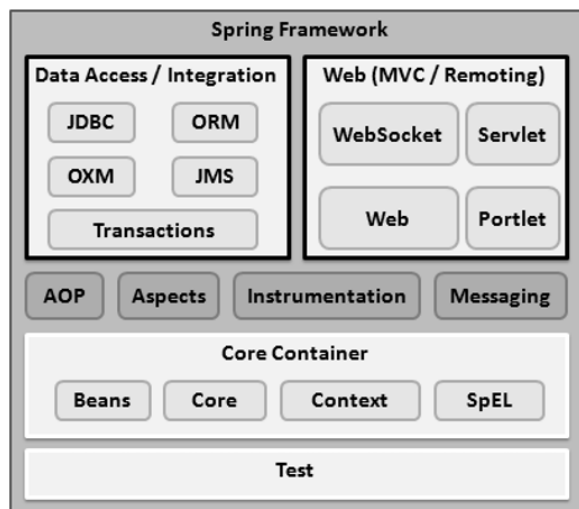 Spring Framework
Data Access / Integration
JDBC
ORM
OXM
JMS
Transactions
Web (MVC / Remoting)
WebSocket
Servlet
Web
Portlet
AOP
Aspects
Instrumentation
Messaging
Core Container
Beans
Core
Context
SpEL
Test